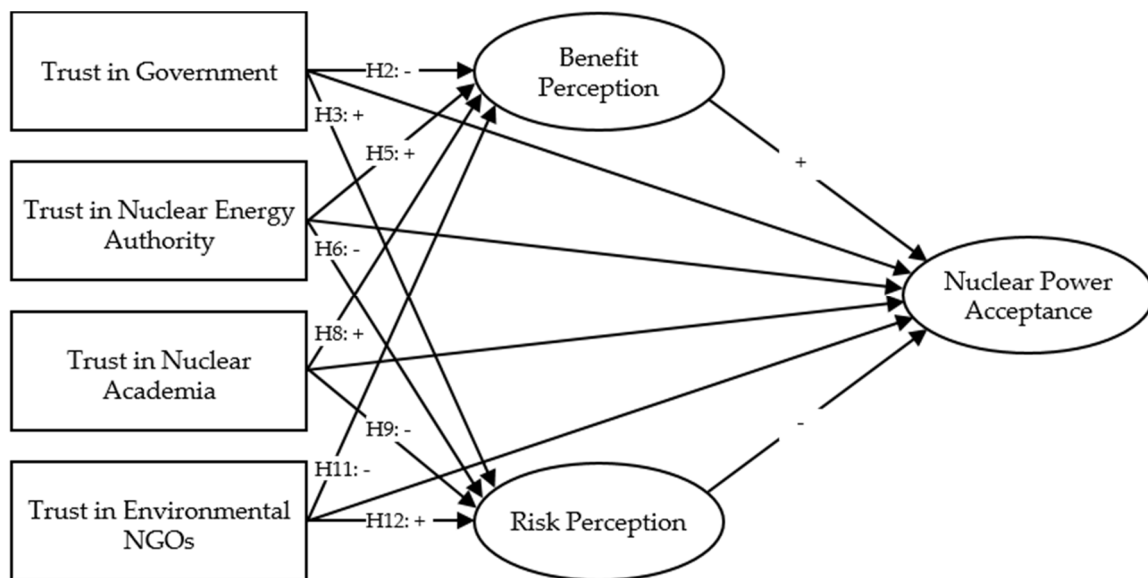 Trust in Government
H2: -
Benefit
Perception
H3: +
H5: +
+
Trust in Nuclear Energy
Authority
H6: -
Nuclear Power
Acceptance
H8: +
Trust in Nuclear
Academia
H9: -
-
H11: -
Trust in Environmental
NGOs
H12: +
Risk Perception